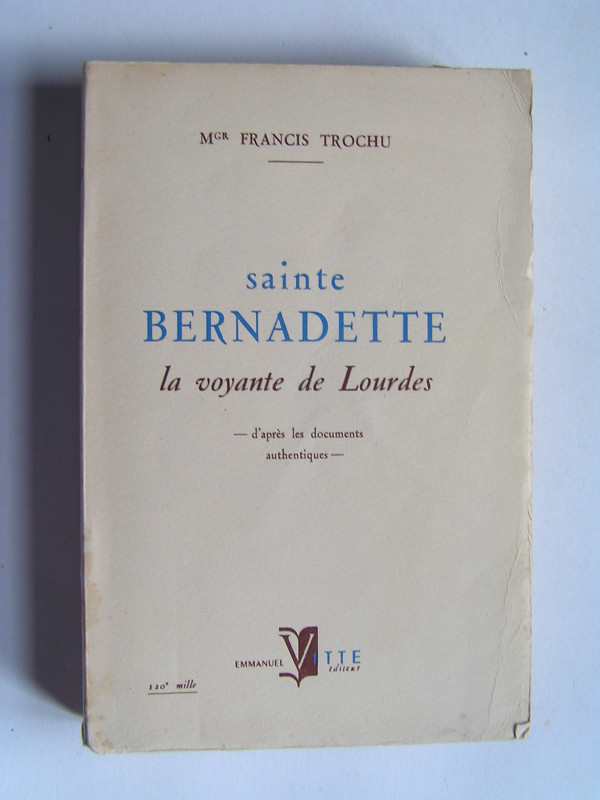 MGR FRANCIS TROCHU
sainte
BERNADETTE
la voyante de Lourdes
— d'après les documents
authentiques —
EMMANUEL VITTE
éditeur
120e mille